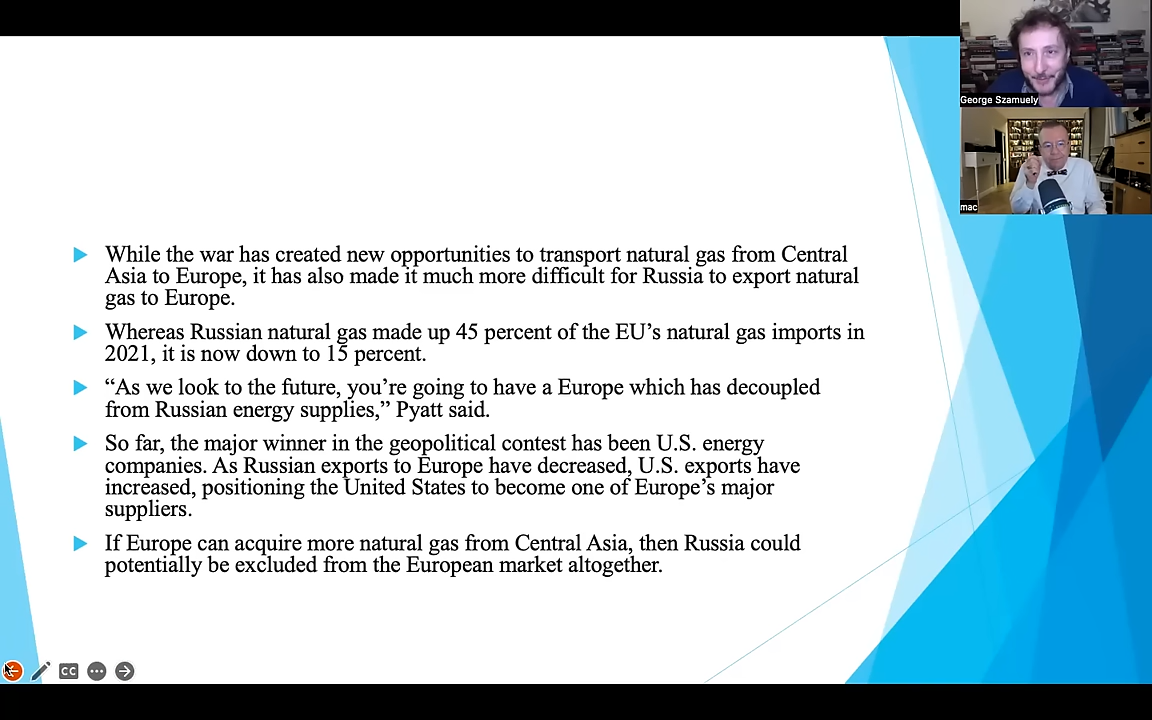 George Szamuely
mac
While the war has created new opportunities to transport natural gas from Central
Asia to Europe, it has also made it much more difficult for Russia to export natural
gas to Europe.
Whereas Russian natural gas made up 45 percent of the EU’s natural gas imports in
2021, it is now down to 15 percent.
“As we look to the future, you’re going to have a Europe which has decoupled
from Russian energy supplies,” Pyatt said.
So far, the major winner in the geopolitical contest has been U.S. energy
companies. As Russian exports to Europe have decreased, U.S. exports have
increased, positioning the United States to become one of Europe’s major
suppliers.
If Europe can acquire more natural gas from Central Asia, then Russia could
potentially be excluded from the European market altogether.
CC